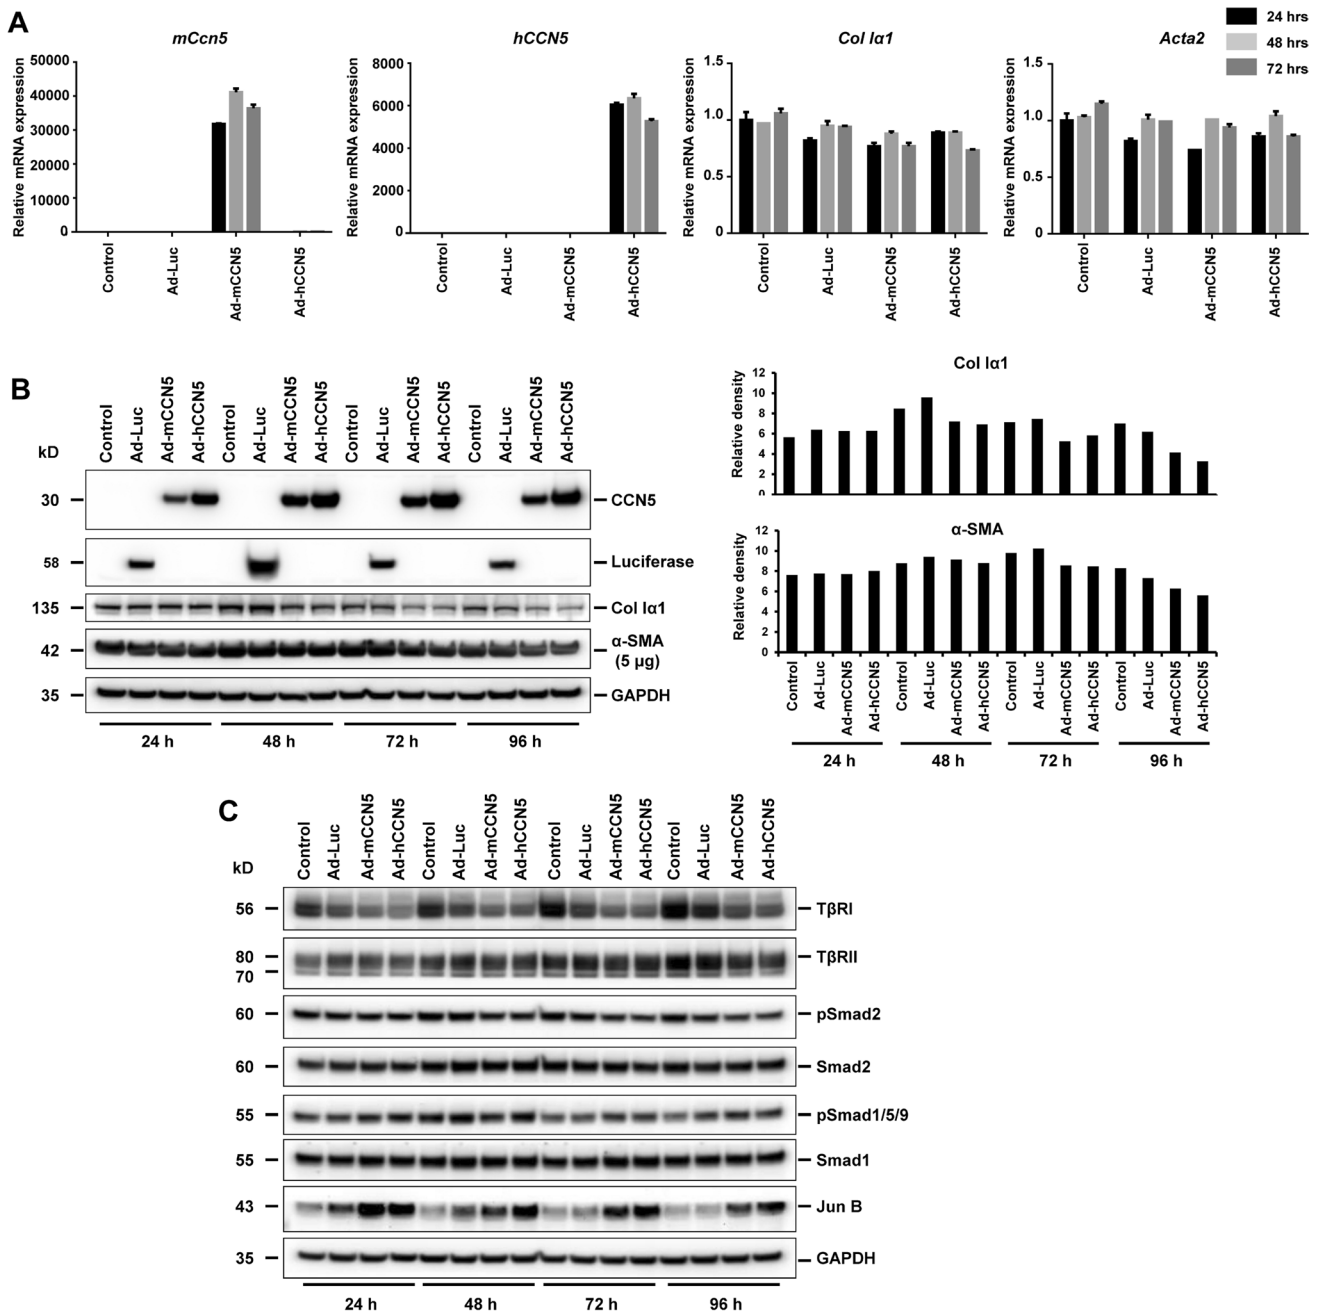 A
mCcn5
hCCN5
Col Iα1
Acta2
24 hrs
48 hrs
72 hrs
Relative mRNA expression
50000
40000
30000
20000
10000
0
Control
Ad-Luc
Ad-mCCN5
Ad-hCCN5
Relative mRNA expression
8000
6000
4000
2000
0
Control
Ad-Luc
Ad-mCCN5
Ad-hCCN5
Relative mRNA expression
1.5
1.0
0.5
0
Control
Ad-Luc
Ad-mCCN5
Ad-hCCN5
Relative mRNA expression
1.5
1.0
0.5
0
Control
Ad-Luc
Ad-mCCN5
Ad-hCCN5
B
kD
Control Ad-Luc Ad-mCCN5 Ad-hCCN5 Control Ad-Luc Ad-mCCN5 Ad-hCCN5 Control Ad-Luc Ad-mCCN5 Ad-hCCN5 Control Ad-Luc Ad-mCCN5 Ad-hCCN5
30 CCN5
58 Luciferase
135 Col Iα1
42 α-SMA
(5 µg)
35 GAPDH
24 h 48 h 72 h 96 h
Col Iα1
Relative density
12
10
8
6
4
2
0
α-SMA
Relative density
12
10
8
6
4
2
0
Control Ad-Luc Ad-mCCN5 Ad-hCCN5 Control Ad-Luc Ad-mCCN5 Ad-hCCN5 Control Ad-Luc Ad-mCCN5 Ad-hCCN5 Control Ad-Luc Ad-mCCN5 Ad-hCCN5
24 h 48 h 72 h 96 h
C
kD
Control Ad-Luc Ad-mCCN5 Ad-hCCN5 Control Ad-Luc Ad-mCCN5 Ad-hCCN5 Control Ad-Luc Ad-mCCN5 Ad-hCCN5 Control Ad-Luc Ad-mCCN5 Ad-hCCN5
56 TβRI
80 TβRII
70
60 pSmad2
60 Smad2
55 pSmad1/5/9
55 Smad1
43 Jun B
35 GAPDH
24 h 48 h 72 h 96 h